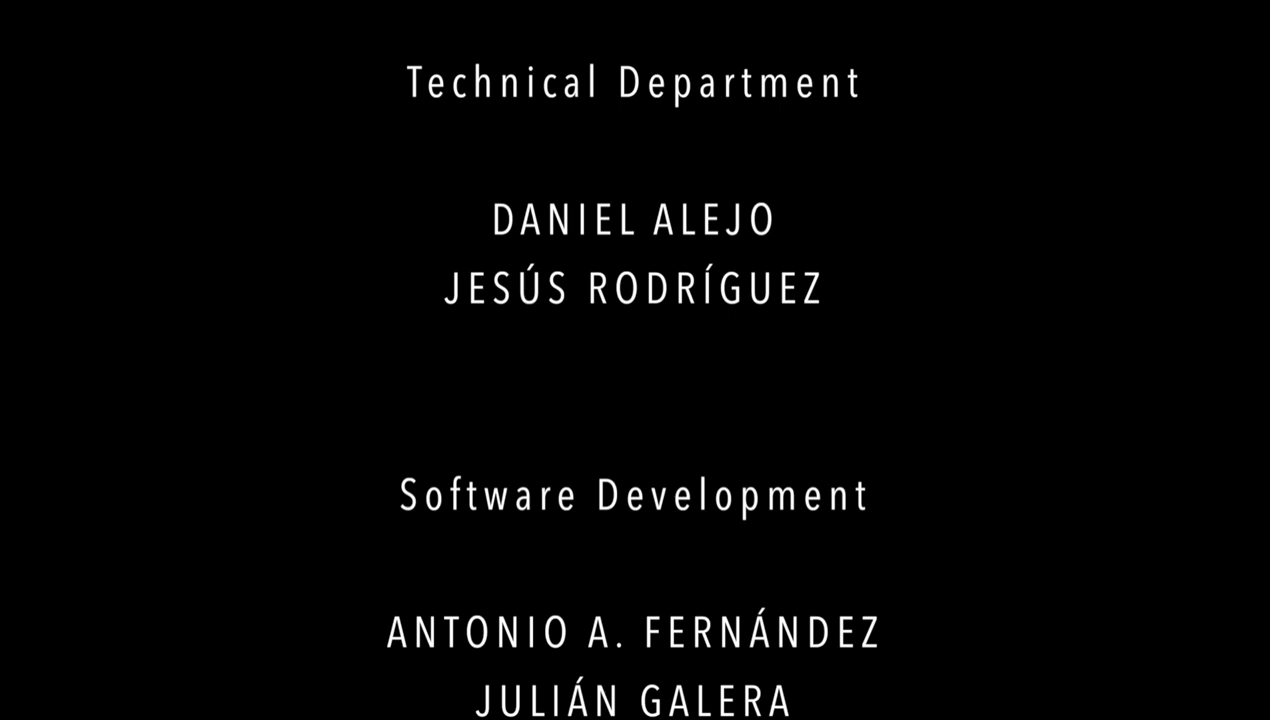 Technical Department
DANIEL ALEJO
JESÚS RODRÍGUEZ
Software Development
ANTONIO A. FERNÁNDEZ
JULIÁN GALERA